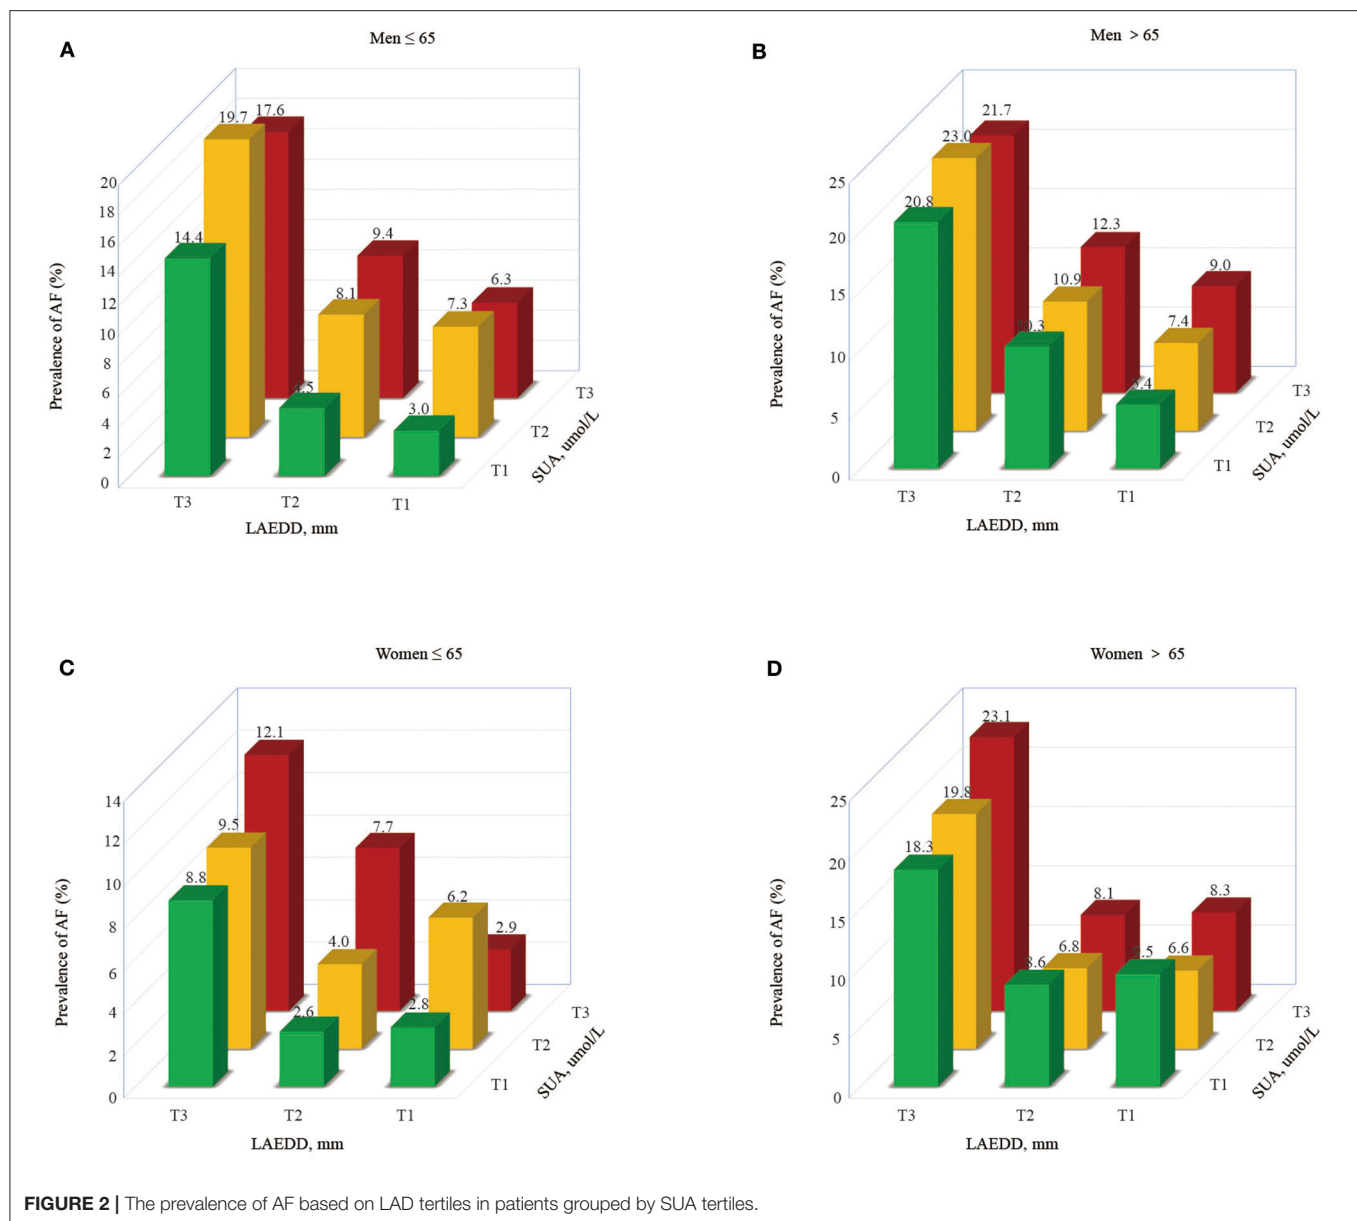 A
Men ≤ 65
19.7
17.6
14.4
9.4
8.1
7.3
6.3
4.5
3.0
20
18
16
14
12
10
8
6
4
2
0
Prevalence of AF (%)
T3
T2
T1
LAEDD, mm
T1
T2
T3
SUA, umol/L
B
Men > 65
21.7
23.0
20.8
12.3
10.9
10.3
9.0
7.4
5.4
25
20
15
10
5
0
Prevalence of AF (%)
T3
T2
T1
LAEDD, mm
T1
T2
T3
SUA, umol/L
C
Women ≤ 65
12.1
9.5
8.8
7.7
4.0
2.6
6.2
2.9
2.8
14
12
10
8
6
4
2
0
Prevalence of AF (%)
T3
T2
T1
LAEDD, mm
T1
T2
T3
SUA, umol/L
D
Women > 65
23.1
19.8
18.3
8.1
6.8
8.6
8.3
6.6
9.5
25
20
15
10
5
0
Prevalence of AF (%)
T3
T2
T1
LAEDD, mm
T1
T2
T3
SUA, umol/L
FIGURE 2 | The prevalence of AF based on LAD tertiles in patients grouped by SUA tertiles.